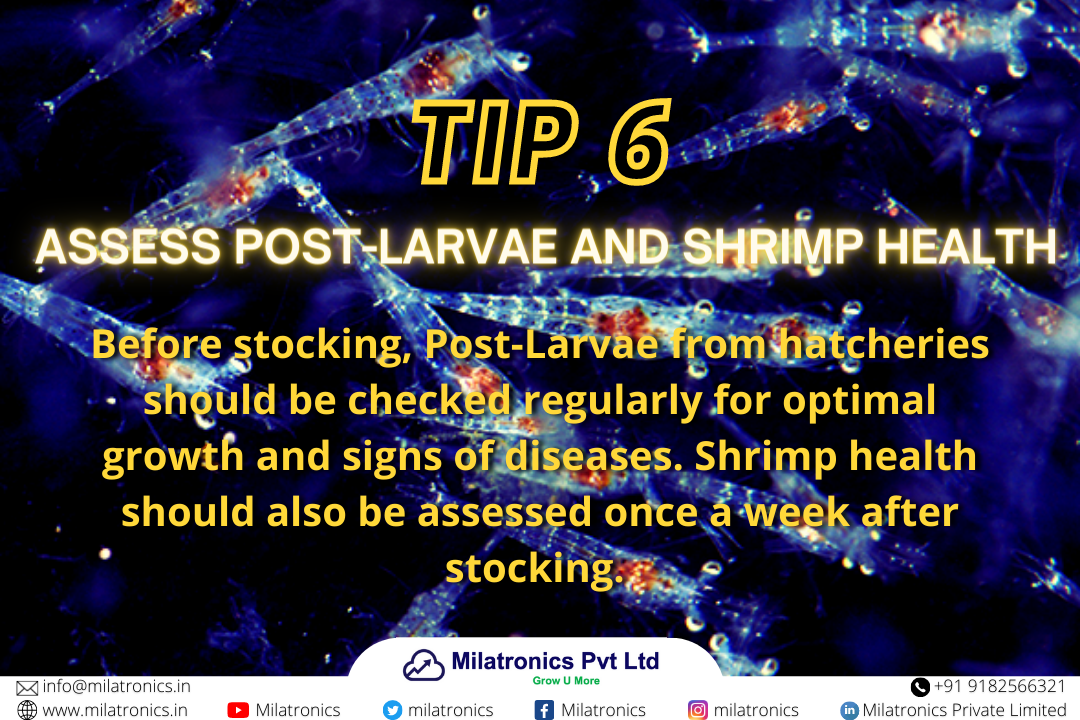 TIP 6
ASSESS POST-LARVAE AND SHRIMP HEALTH
Before stocking, Post-Larvae from hatcheries
should be checked regularly for optimal
growth and signs of diseases. Shrimp health
should also be assessed once a week after
stocking.
Milatronics Pvt Ltd
Grow U More
info@milatronics.in
+91 9182566321
www.milatronics.in
Milatronics
milatronics
Milatronics
milatronics
Milatronics Private Limited